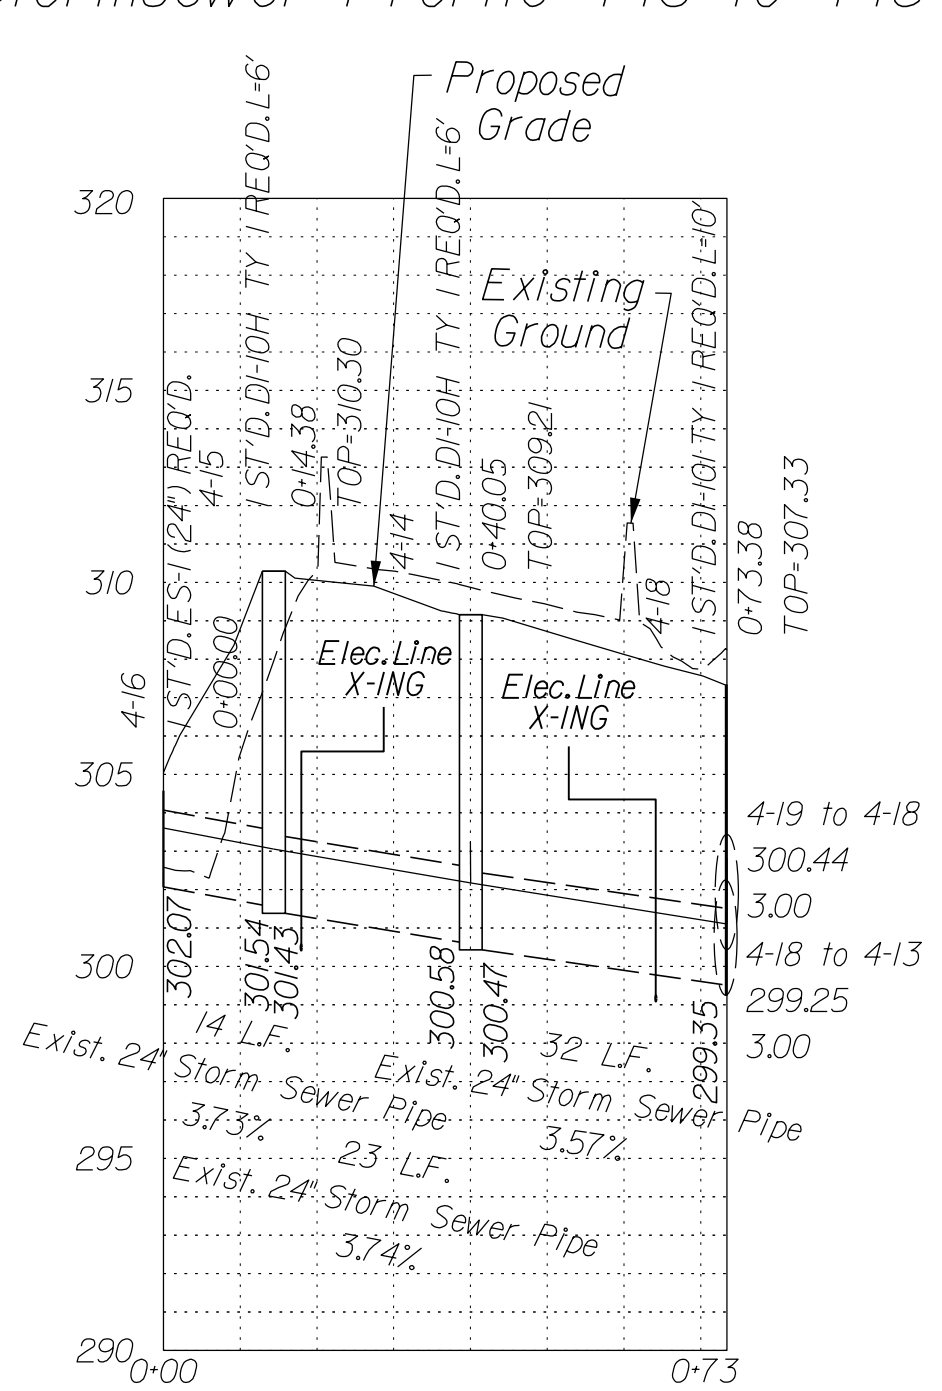 Proposed
Grade
Existing
Ground
320
315
310
305
300
295
290
0+00
0+73
4-16
1 ST'D. ES-1 (24") REQ'D.
0+00.00
4-15
1 ST'D. DI-10H TY 1 REQ'D. L=6'
0+14.38
TOP=310.30
4-14
1 ST'D. DI-10H TY 1 REQ'D. L=6'
0+40.05
TOP=309.21
4-18
1 ST'D. DI-10I TY 1 REQ'D. L=10'
0+73.38
TOP=307.33
Elec. Line
X-ING
Elec. Line
X-ING
4-19 to 4-18
300.44
3.00
4-18 to 4-13
299.25
3.00
302.07
301.54
301.43
300.58
300.47
299.35
14 L.F.
Exist. 24" Storm Sewer Pipe
3.73%
32 L.F.
Exist. 24" Storm Sewer Pipe
3.57%
23 L.F.
Exist. 24" Storm Sewer Pipe
3.74%